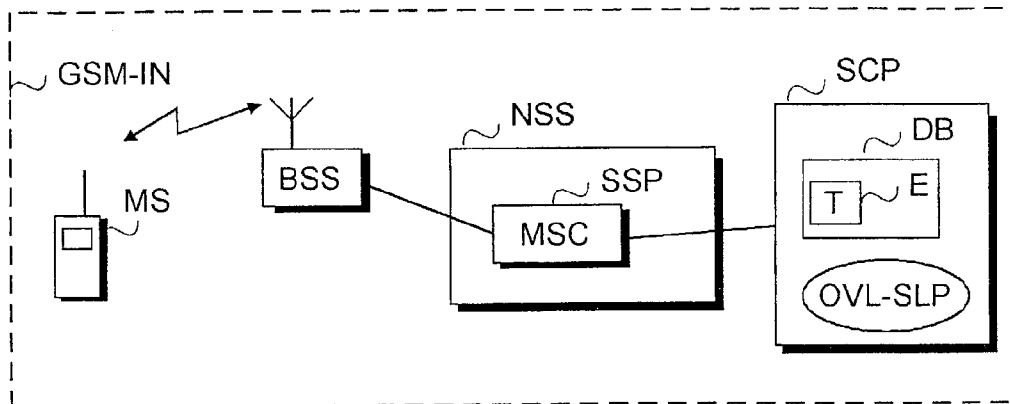 GSM-IN
MS
BSS
NSS
SSP
MSC
SCP
DB
T
E
OVL-SLP